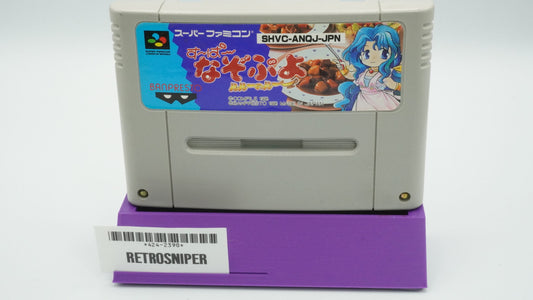 スーパーファミコン
SHVC-ANQJ-JPN
す〜ぱ〜
なぞぷよ
BANPRESTO
*424-2390*
RETROSNIPER